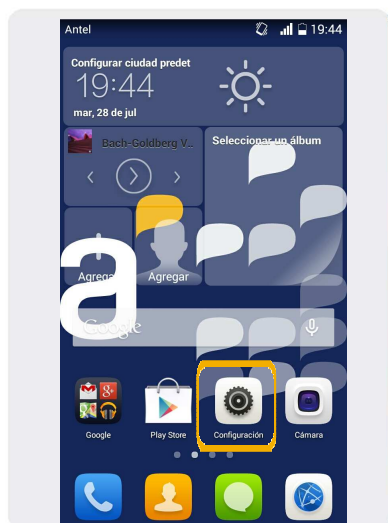 Antel 19:44
Configurar ciudad predet
19:44
mar, 28 de jul
Bach-Goldberg V...
Seleccionar un álbum
a
Agregar Agregar
Google
Google Play Store Configuración Cámara